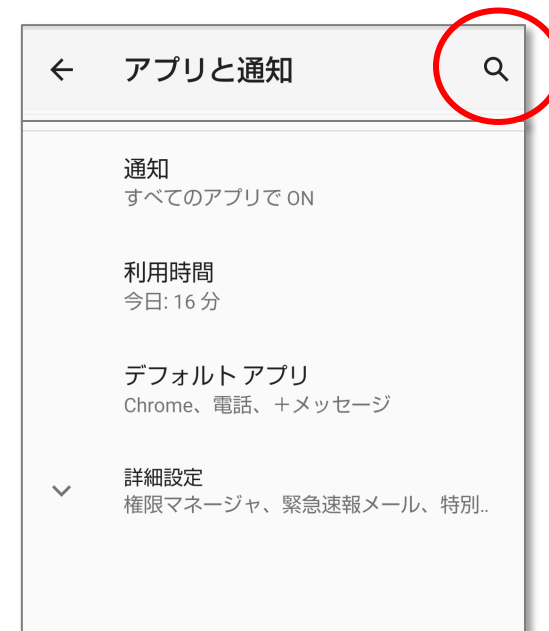 アプリと通知
通知
すべてのアプリで ON
利用時間
今日: 16 分
デフォルト アプリ
Chrome、電話、＋メッセージ
詳細設定
権限マネージャ、緊急速報メール、特別..